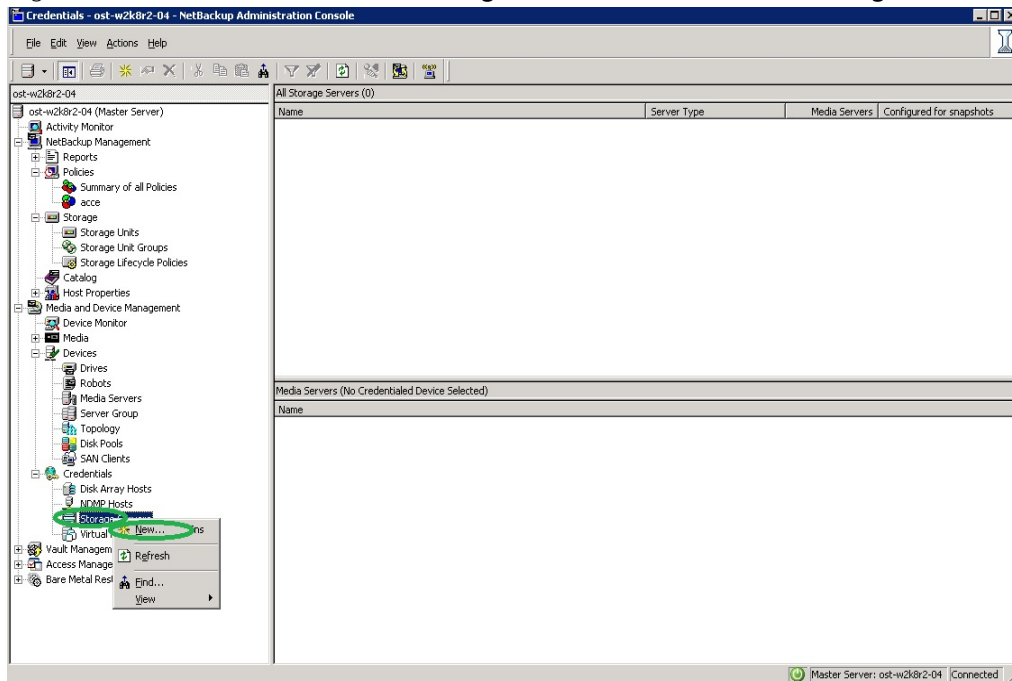 Credentials - ost-w2k8r2-04 - NetBackup Administration Console
File Edit View Actions Help
ost-w2k8r2-04
All Storage Servers (0)
ost-w2k8r2-04 (Master Server)
Name Server Type Media Servers Configured for snapshots
Activity Monitor
NetBackup Management
Reports
Policies
Summary of all Policies
acce
Storage
Storage Units
Storage Unit Groups
Storage Lifecycle Policies
Catalog
Host Properties
Media and Device Management
Device Monitor
Media
Devices
Drives
Robots
Media Servers
Server Group
Topology
Disk Pools
SAN Clients
Media Servers (No Credentialed Device Selected)
Name
Credentials
Disk Array Hosts
NDMP Hosts
Storage
Virtual
Vault Managem
Access Manage
Bare Metal Res
New...
Refresh
Find...
View
Master Server: ost-w2k8r2-04 Connected